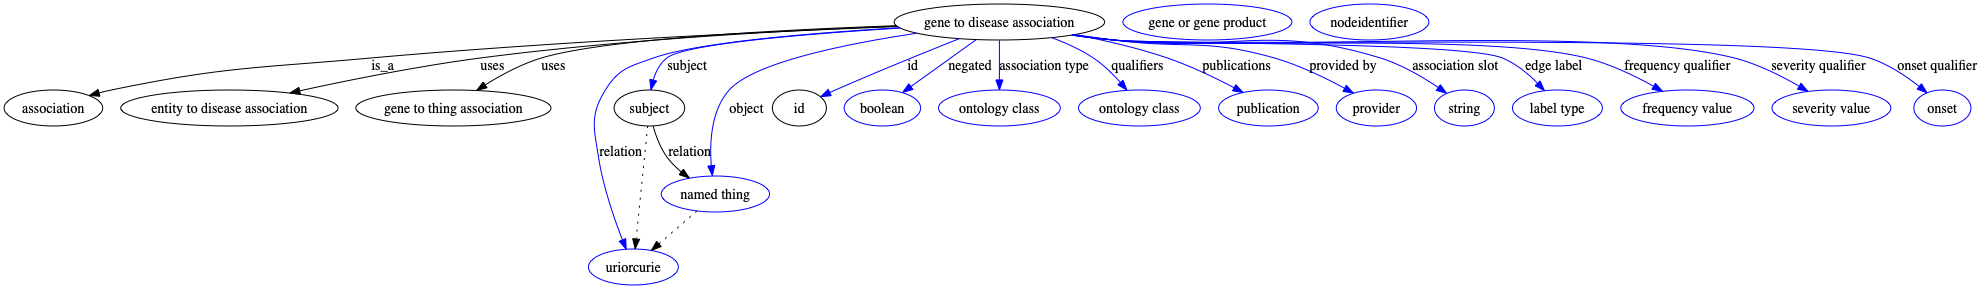 gene to disease association
gene or gene product
nodeidentifier
is_a
uses
uses
subject
id
negated
association type
qualifiers
publications
provided by
association slot
edge label
frequency qualifier
severity qualifier
onset qualifier
association
entity to disease association
gene to thing association
subject
object
id
boolean
ontology class
ontology class
publication
provider
string
label type
frequency value
severity value
onset
relation
relation
named thing
uriorcurie